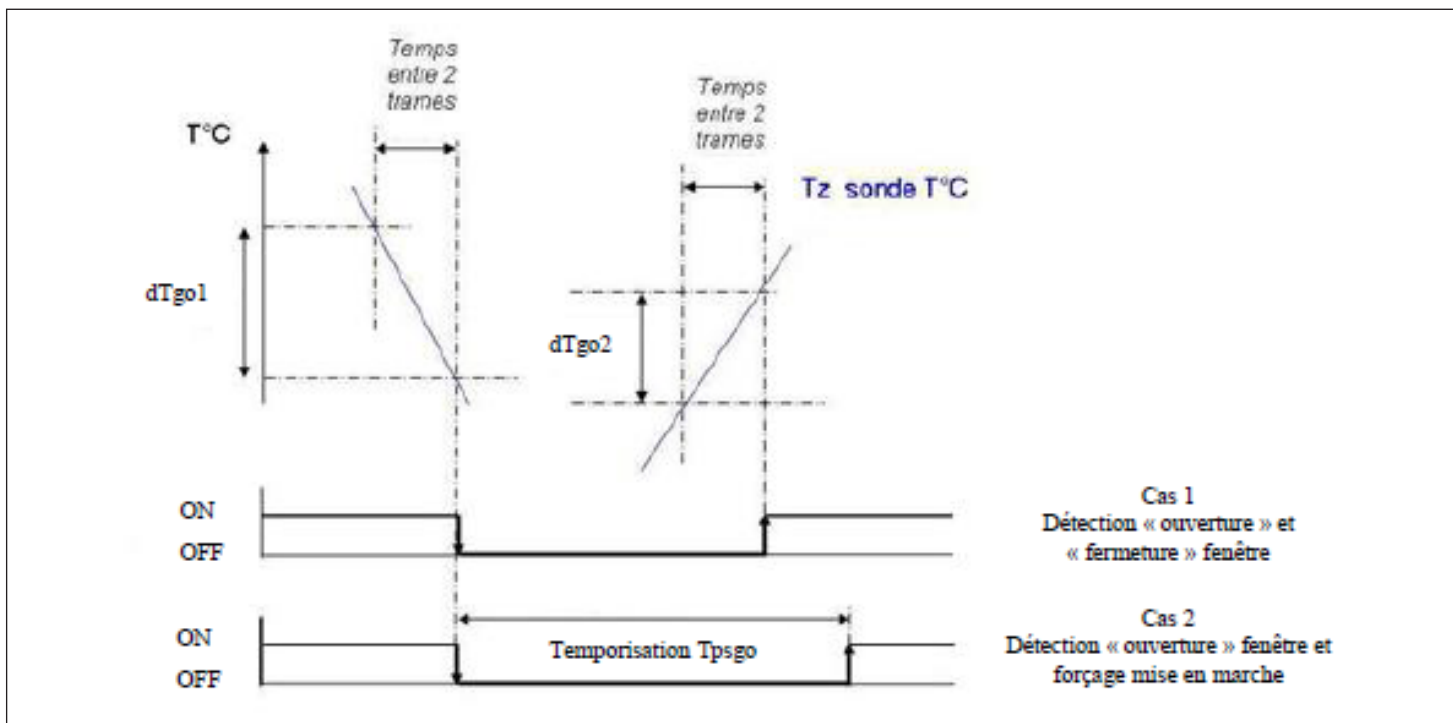 Temps
entre 2
trames
Temps
entre 2
trames
T°C
Tz sonde T°C
dTgo1
dTgo2
ON
OFF
Cas 1
Détection « ouverture » et
« fermeture » fenêtre
ON
OFF
Temporisation Tpsgo
Cas 2
Détection « ouverture » fenêtre et
forçage mise en marche